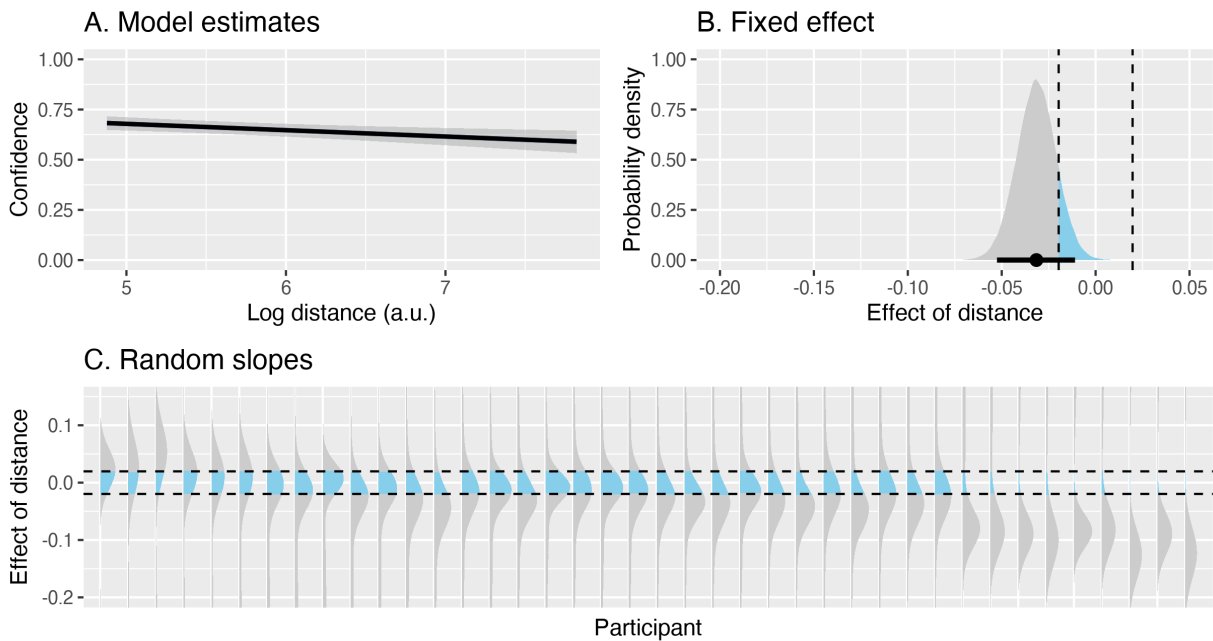 A. Model estimates
1.00
0.75
0.50
0.25
0.00
Confidence
5
6
7
Log distance (a.u.)
B. Fixed effect
1.00
0.75
0.50
0.25
0.00
Probability density
-0.20
-0.15
-0.10
-0.05
0.00
0.05
Effect of distance
C. Random slopes
0.1
0.0
-0.1
-0.2
Effect of distance
Participant